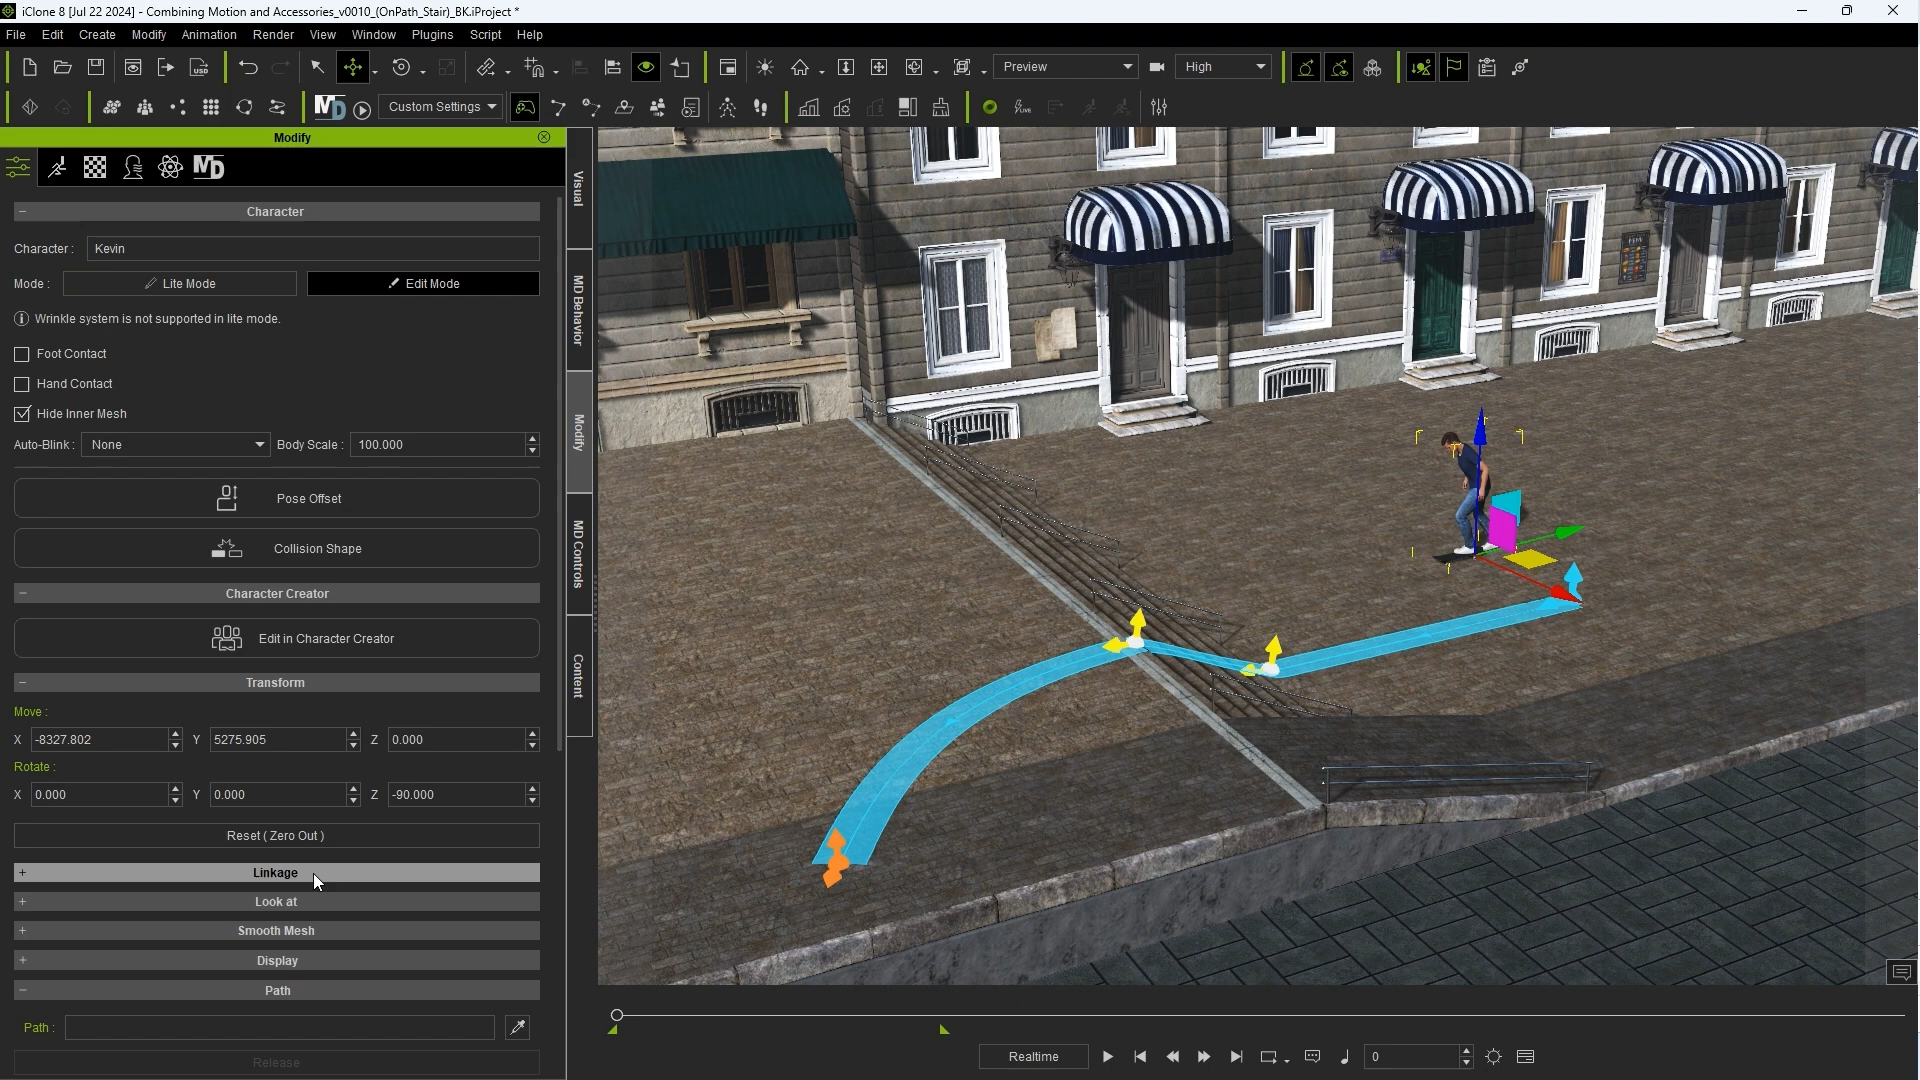 iClone 8 [Jul 22 2024] - Combining Motion and Accessories_v0010_(OnPath_Stair)_BK.iProject *
File Edit Create Modify Animation Render View Window Plugins Script Help
Preview High
MD Custom Settings LIVE
Modify
MD
Character
Character : Kevin
Mode : Lite Mode Edit Mode
Wrinkle system is not supported in lite mode.
Foot Contact
Hand Contact
Hide Inner Mesh
Auto-Blink : None Body Scale : 100.000
Pose Offset
Collision Shape
Character Creator
Edit in Character Creator
Transform
Move :
X -8327.802 Y 5275.905 Z 0.000
Rotate :
X 0.000 Y 0.000 Z -90.000
Reset ( Zero Out )
Linkage
Look at
Smooth Mesh
Display
Path
Path :
Release
Visual
MD Behavior
Modify
MD Controls
Content
Realtime 0